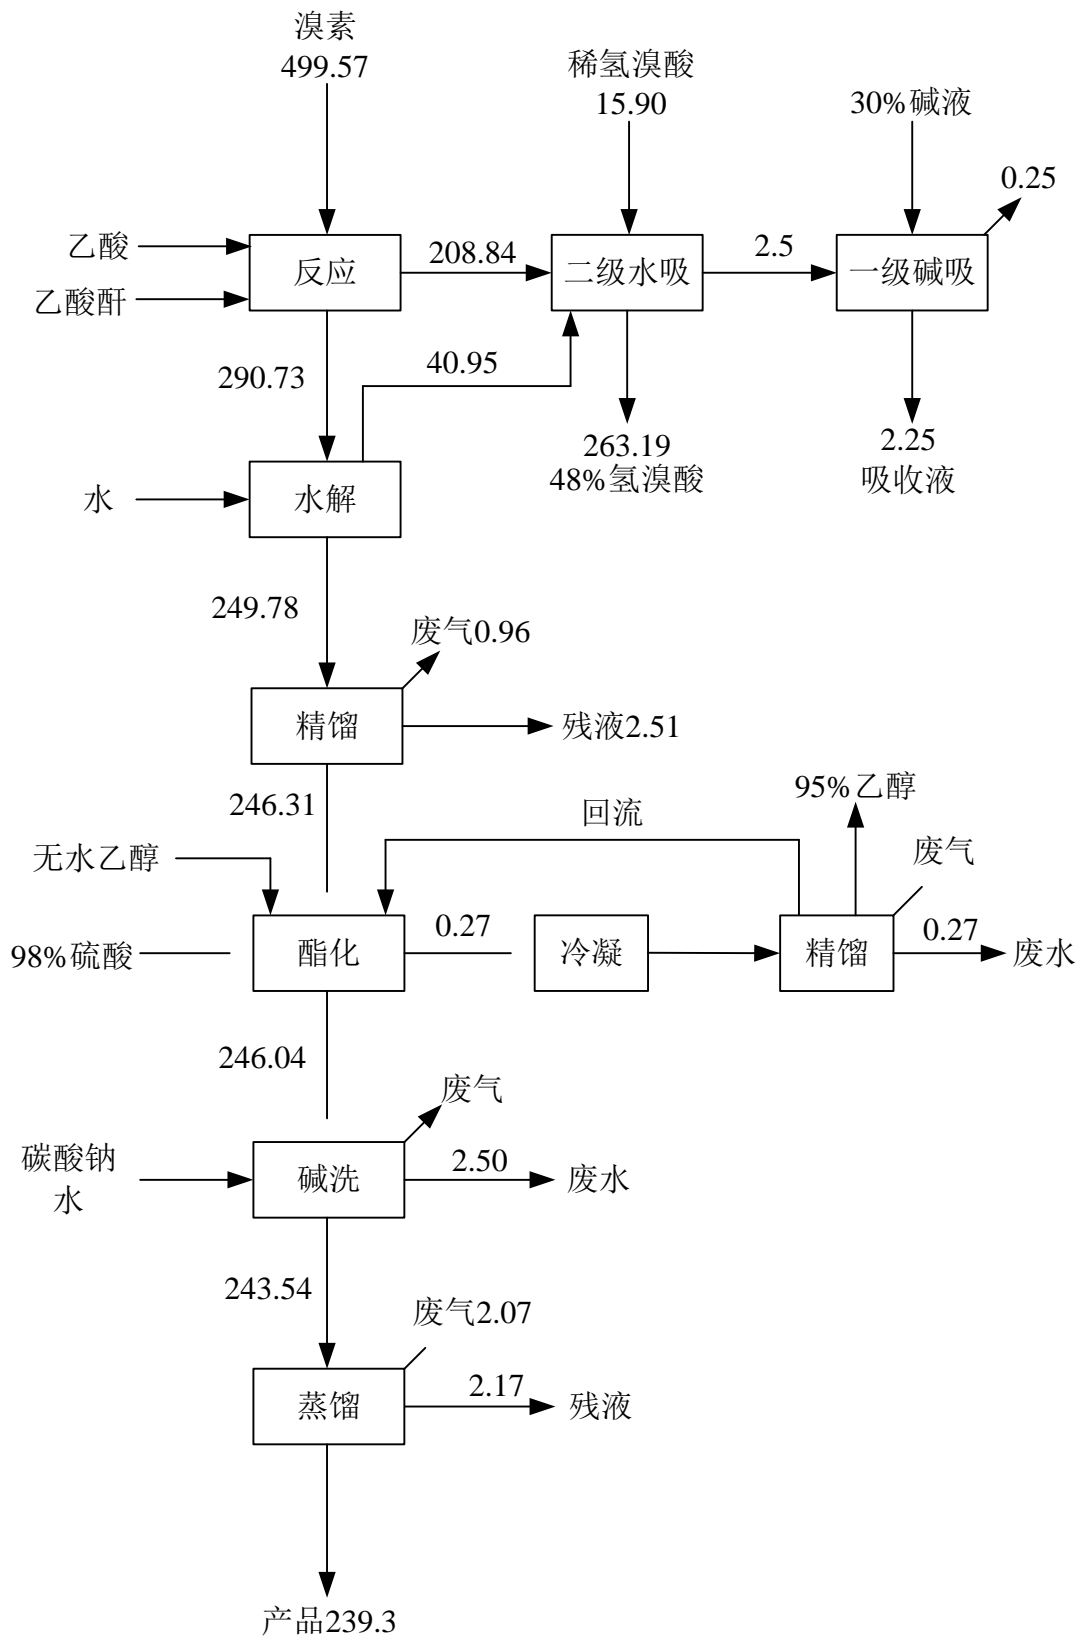 溴素
499.57
稀氢溴酸
15.90
30%碱液
0.25
乙酸
乙酸酐
反应
208.84
二级水吸
2.5
一级碱吸
290.73
40.95
263.19
48%氢溴酸
2.25
吸收液
水
水解
249.78
废气0.96
精馏
残液2.51
246.31
95%乙醇
回流
无水乙醇
废气
98%硫酸
酯化
0.27
冷凝
精馏
0.27
废水
246.04
废气
碳酸钠
水
碱洗
2.50
废水
243.54
废气2.07
蒸馏
2.17
残液
产品239.3